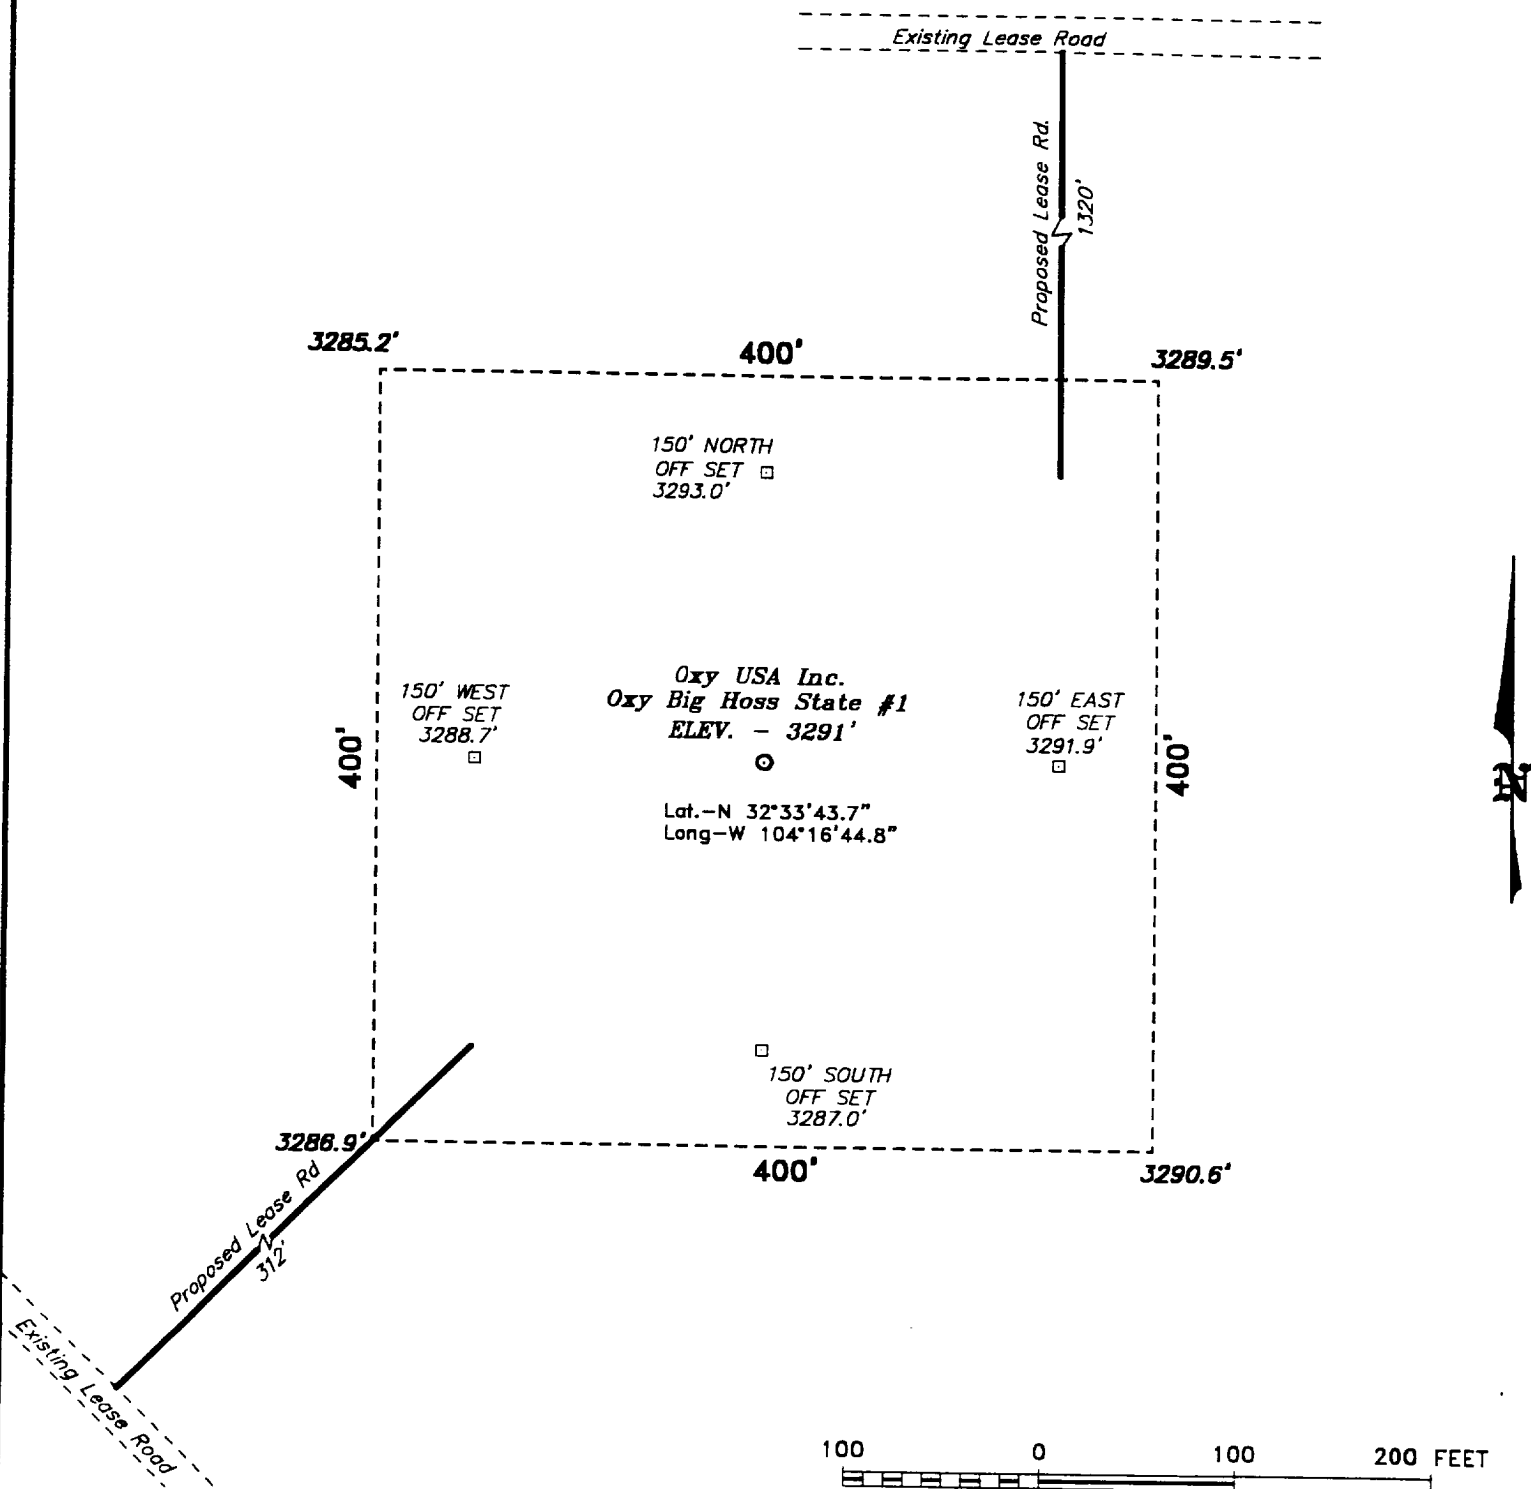 Existing Lease Road
Proposed Lease Rd.
1320'
3285.2'
400'
3289.5'
150' NORTH
OFF SET
3293.0'
Oxy USA Inc.
Oxy Big Hoss State #1
ELEV. - 3291'
150' WEST
OFF SET
3288.7'
150' EAST
OFF SET
3291.9'
400'
400'
N.
Lat.-N 32°33'43.7"
Long-W 104°16'44.8"
150' SOUTH
OFF SET
3287.0'
3286.9'
400'
3290.6'
Proposed Lease Rd
312'
Existing Lease Road
100 0 100 200 FEET